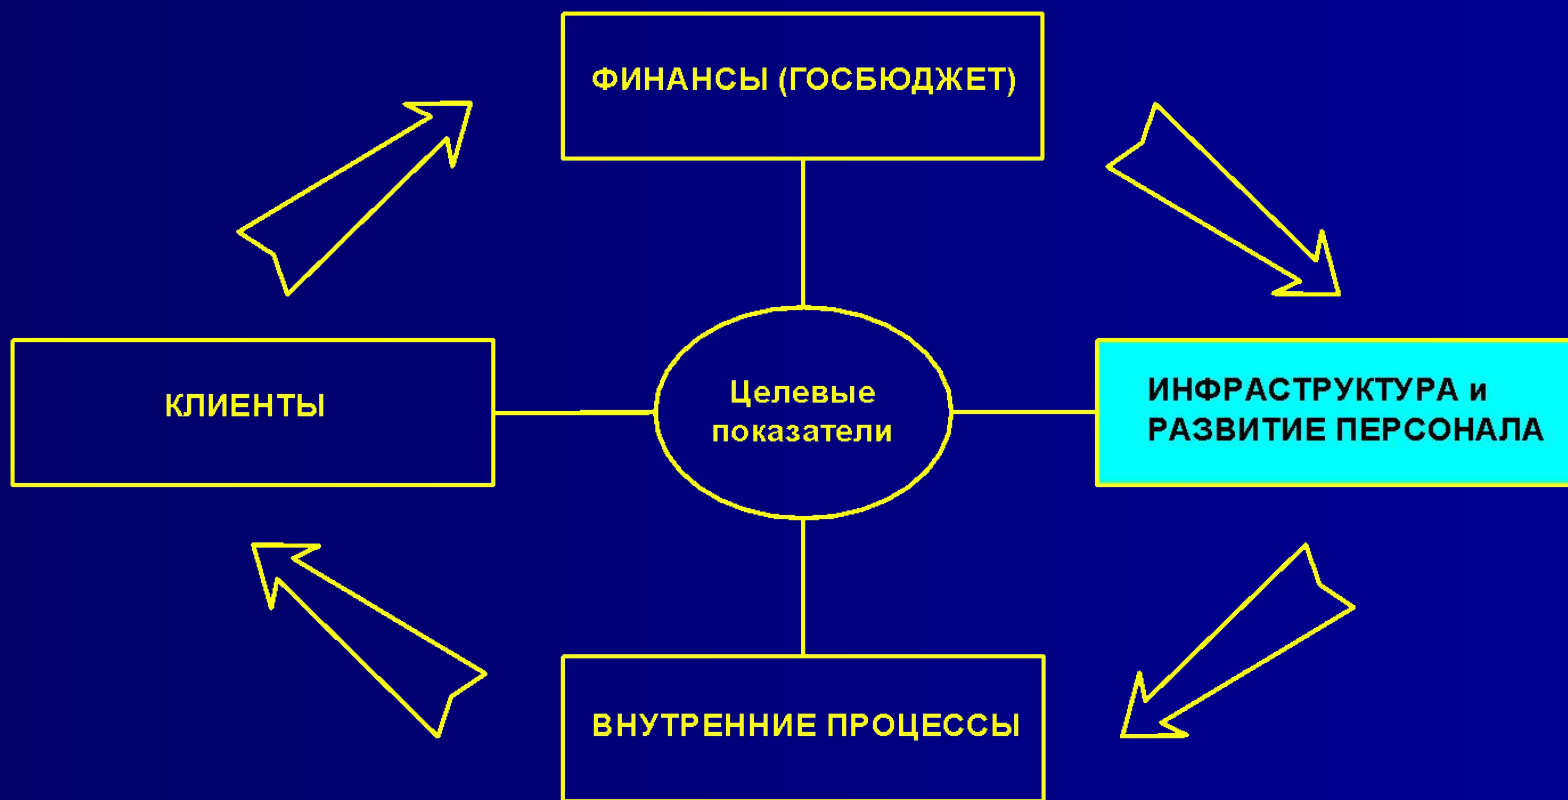 ФИНАНСЫ (ГОСБЮДЖЕТ)
КЛИЕНТЫ
Целевые
показатели
ИНФРАСТРУКТУРА и
РАЗВИТИЕ ПЕРСОНАЛА
ВНУТРЕННИЕ ПРОЦЕССЫ